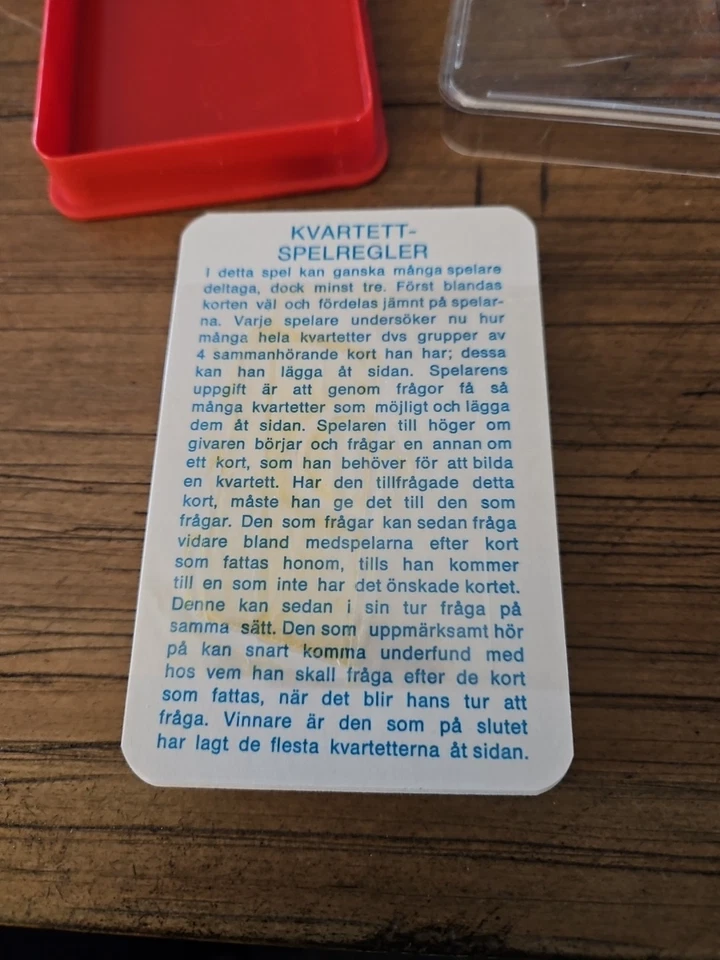 KVARTETT-
SPELREGLER
I detta spel kan ganska många spelare
deltaga, dock minst tre. Först blandas
korten väl och fördelas jämnt på spelar-
na. Varje spelare undersöker nu hur
många hela kvartetter dvs grupper av
4 sammanhörande kort han har; dessa
kan han lägga åt sidan. Spelarens
uppgift är att genom frågor få så
många kvartetter som möjligt och lägga
dem åt sidan. Spelaren till höger om
givaren börjar och frågar en annan om
ett kort, som han behöver för att bilda
en kvartett. Har den tillfrågade detta
kort, måste han ge det till den som
frågar. Den som frågar kan sedan fråga
vidare bland medspelarna efter kort
som fattas honom, tills han kommer
till en som inte har det önskade kortet.
Denne kan sedan i sin tur fråga på
samma sätt. Den som uppmärksamt hör
på kan snart komma underfund med
hos vem han skall fråga efter de kort
som fattas, när det blir hans tur att
fråga. Vinnare är den som på slutet
har lagt de flesta kvartetterna åt sidan.